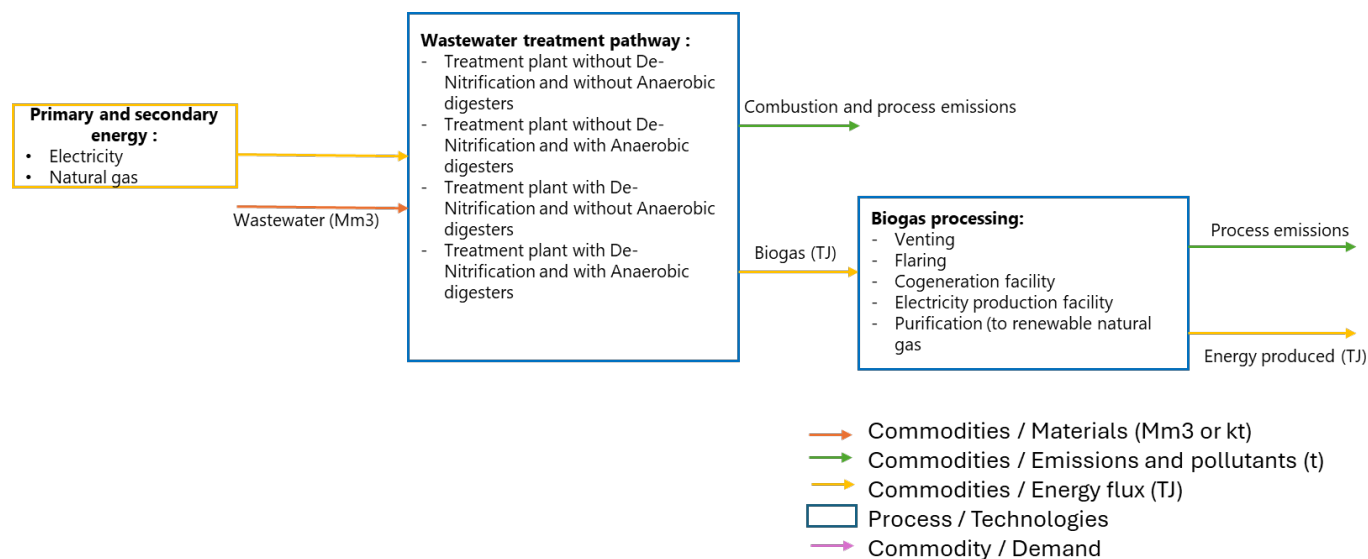 Primary and secondary
energy :
• Electricity
• Natural gas
Wastewater (Mm3)
Wastewater treatment pathway :
- Treatment plant without De-
Nitrification and without Anaerobic
digesters
- Treatment plant without De-
Nitrification and with Anaerobic
digesters
- Treatment plant with De-
Nitrification and without Anaerobic
digesters
- Treatment plant with De-
Nitrification and with Anaerobic
digesters
Combustion and process emissions
Biogas (TJ)
Biogas processing:
- Venting
- Flaring
- Cogeneration facility
- Electricity production facility
- Purification (to renewable natural
gas
Process emissions
Energy produced (TJ)
Commodities / Materials (Mm3 or kt)
Commodities / Emissions and pollutants (t)
Commodities / Energy flux (TJ)
Process / Technologies
Commodity / Demand